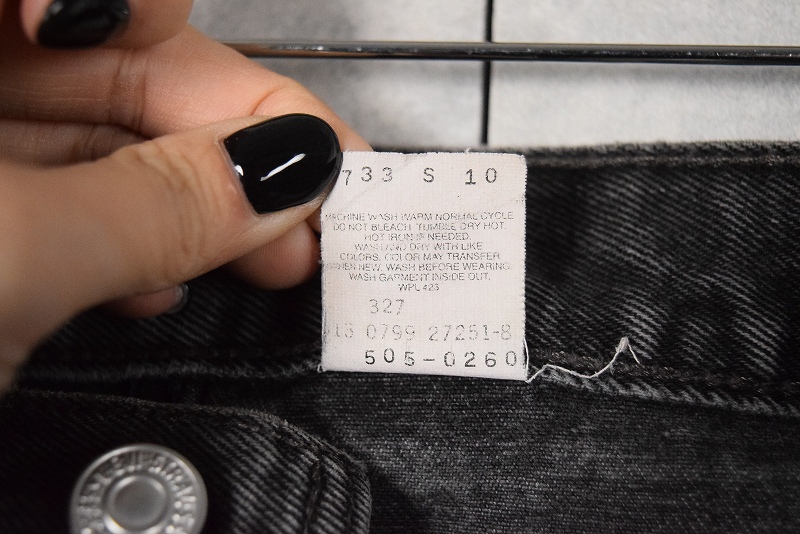 733 S 10
MACHINE WASH WARM NORMAL CYCLE
DO NOT BLEACH. TUMBLE DRY HOT.
HOT IRON IF NEEDED.
WASH AND DRY WITH LIKE
COLORS. COLOR MAY TRANSFER
WHEN NEW. WASH BEFORE WEARING.
WASH GARMENT INSIDE OUT.
WPL 423
327
0799 27251-8
505-0260